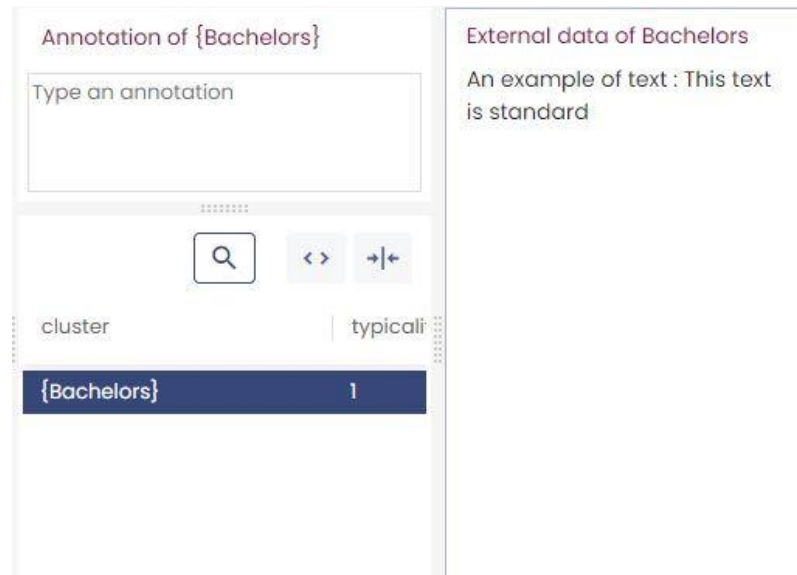 Annotation of {Bachelors}
Type an annotation
cluster
typicali
{Bachelors}
1
External data of Bachelors
An example of text : This text
is standard